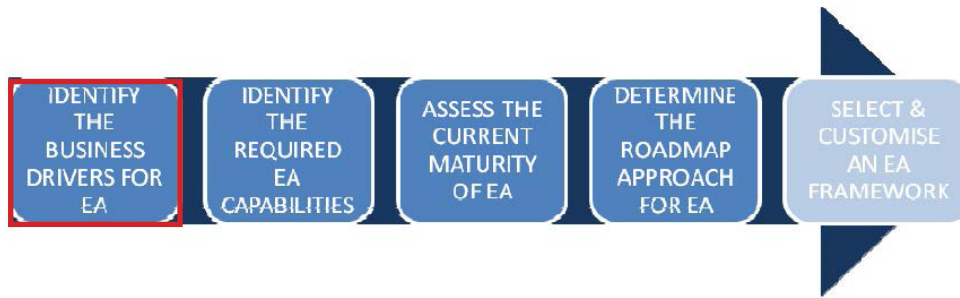 IDENTIFY
THE
BUSINESS
DRIVERS FOR
EA
IDENTIFY
THE
REQUIRED
EA
CAPABILITIES
ASSESS THE
CURRENT
MATURITY
OF EA
DETERMINE
THE
ROADMAP
APPROACH
FOR EA
SELECT &
CUSTOMISE
AN EA
FRAMEWORK